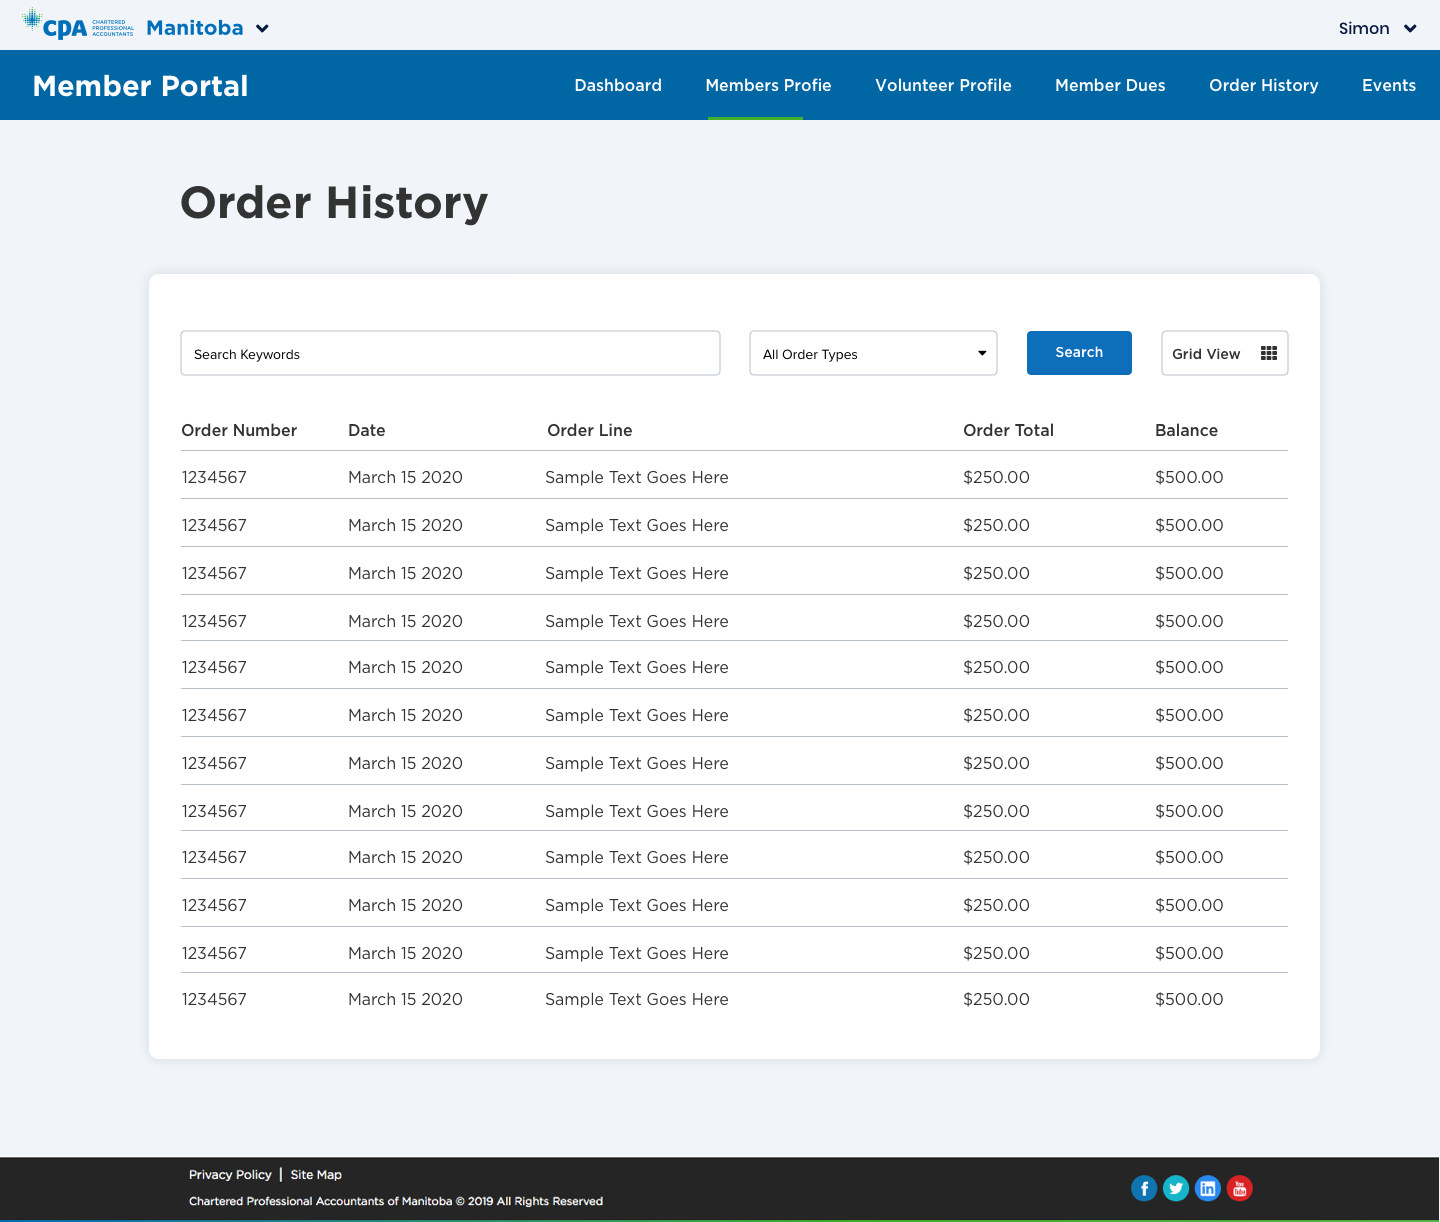 CPA CHARTERED PROFESSIONAL ACCOUNTANTS Manitoba Simon
Member Portal Dashboard Members Profie Volunteer Profile Member Dues Order History Events
Order History
Search Keywords All Order Types Search Grid View
Order Number Date Order Line Order Total Balance
1234567 March 15 2020 Sample Text Goes Here $250.00 $500.00
1234567 March 15 2020 Sample Text Goes Here $250.00 $500.00
1234567 March 15 2020 Sample Text Goes Here $250.00 $500.00
1234567 March 15 2020 Sample Text Goes Here $250.00 $500.00
1234567 March 15 2020 Sample Text Goes Here $250.00 $500.00
1234567 March 15 2020 Sample Text Goes Here $250.00 $500.00
1234567 March 15 2020 Sample Text Goes Here $250.00 $500.00
1234567 March 15 2020 Sample Text Goes Here $250.00 $500.00
1234567 March 15 2020 Sample Text Goes Here $250.00 $500.00
1234567 March 15 2020 Sample Text Goes Here $250.00 $500.00
1234567 March 15 2020 Sample Text Goes Here $250.00 $500.00
1234567 March 15 2020 Sample Text Goes Here $250.00 $500.00
Privacy Policy | Site Map
Chartered Professional Accountants of Manitoba © 2019 All Rights Reserved
f in You Tube